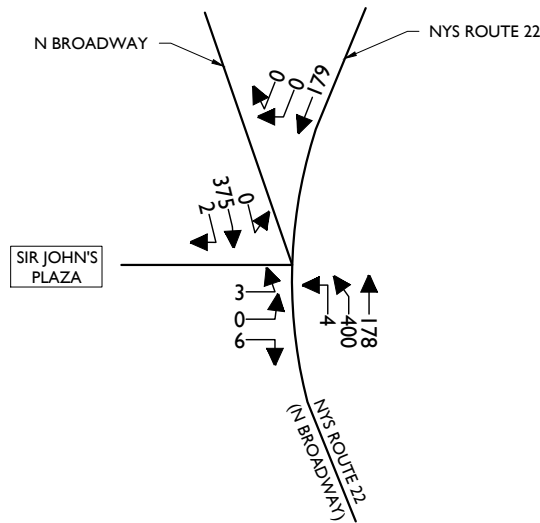 N BROADWAY
NYS ROUTE 22
0
0
179
375
0
2
SIR JOHN'S
PLAZA
3
0
6
4
400
178
NYS ROUTE 22
(N BROADWAY)